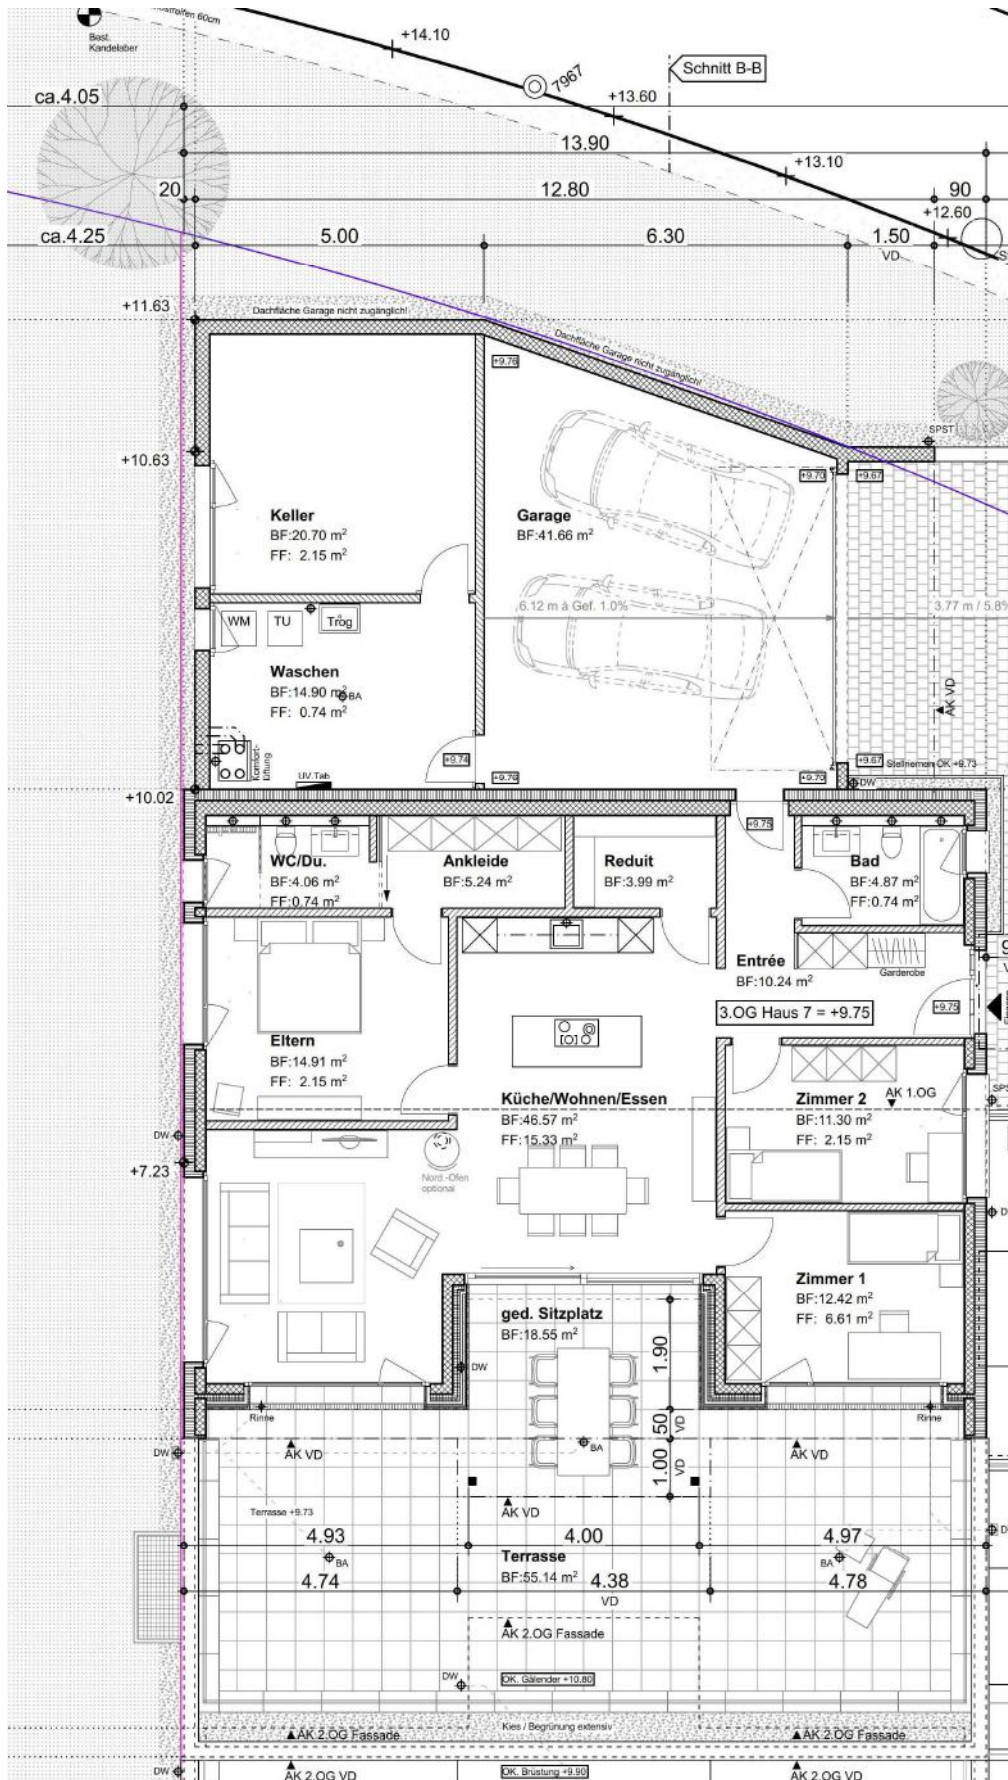 60cm
Best.
Kandelaber
+14.10
7967
Schnitt B-B
ca.4.05
+13.60
13.90
+13.10
20
12.80
90
+12.60
ca.4.25
5.00
6.30
1.50
VD
+11.63
Dachfläche Garage nicht zugänglich!
Dachfläche Garage nicht zugänglich!
+9.76
SPST
+10.63
+9.70
+9.67
Keller
BF:20.70 m²
FF: 2.15 m²
Garage
BF:41.66 m²
6.12 m à Gef. 1.0%
3.77 m / 5.8%
WM
TU
Trog
Waschen
BF:14.90 m²
BA
FF: 0.74 m²
AK VD
Komfort-
lüftung
+9.74
UV.Tab
+9.76
+9.70
+9.67
Stellriemen OK +9.73
DW
+10.02
+9.75
WC/Du.
BF:4.06 m²
FF:0.74 m²
Ankleide
BF:5.24 m²
Reduit
BF:3.99 m²
Bad
BF:4.87 m²
FF:0.74 m²
Entrée
BF:10.24 m²
Garderobe
3.OG Haus 7 = +9.75
+9.75
Eltern
BF:14.91 m²
FF: 2.15 m²
Küche/Wohnen/Essen
BF:46.57 m²
FF:15.33 m²
Zimmer 2
AK 1.OG
BF:11.30 m²
FF: 2.15 m²
DW
+7.23
Nord.-Ofen
optional
Zimmer 1
BF:12.42 m²
FF: 6.61 m²
ged. Sitzplatz
BF:18.55 m²
1.90
DW
Rinne
Rinne
50
VD
DW
AK VD
BA
AK VD
1.00
VD
Terrasse +9.73
AK VD
4.93
4.00
4.97
Terrasse
BF:55.14 m²
BA
BA
4.74
4.38
4.78
VD
AK 2.OG Fassade
DW
OK. Geländer +10.80
Kies / Begrünung extensiv
AK 2.OG Fassade
AK 2.OG Fassade
DW
AK 2.OG VD
OK. Brüstung +9.90
AK 2.OG VD